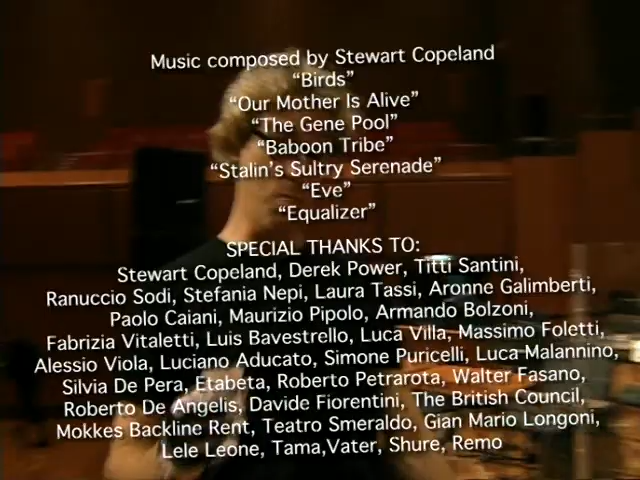 Music composed by Stewart Copeland
“Birds”
“Our Mother Is Alive”
“The Gene Pool”
“Baboon Tribe”
“Stalin’s Sultry Serenade”
“Eve”
“Equalizer”
SPECIAL THANKS TO:
Stewart Copeland, Derek Power, Titti Santini,
Ranuccio Sodi, Stefania Nepi, Laura Tassi, Aronne Galimberti,
Paolo Caiani, Maurizio Pipolo, Armando Bolzoni,
Fabrizia Vitaletti, Luis Bavestrello, Luca Villa, Massimo Foletti,
Alessio Viola, Luciano Aducato, Simone Puricelli, Luca Malannino,
Silvia De Pera, Etabeta, Roberto Petrarota, Walter Fasano,
Roberto De Angelis, Davide Fiorentini, The British Council,
Mokkes Backline Rent, Teatro Smeraldo, Gian Mario Longoni,
Lele Leone, Tama,Vater, Shure, Remo